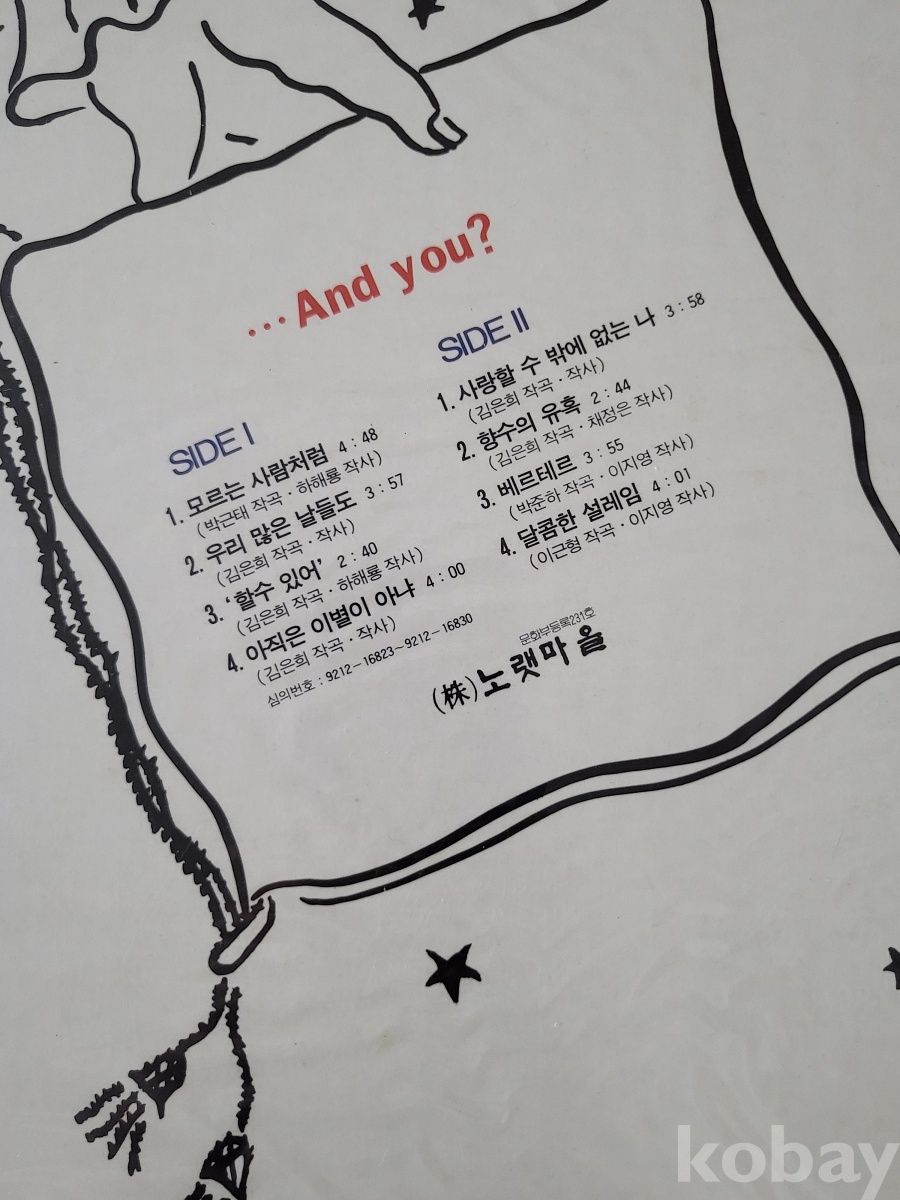 …And you?
SIDE I
1. 모르는 사람처럼 4 : 48
(박근태 작곡 · 하해룡 작사)
2. 우리 많은 날들도 3 : 57
(김은희 작곡 · 작사)
3. ‘할수 있어’ 2 : 40
(김은희 작곡 · 하해룡 작사)
4. 아직은 이별이 아냐 4 : 00
(김은희 작곡 · 작사)
심의번호 : 9212-16823~9212-16830
SIDE II
1. 사랑할 수 밖에 없는 나 3 : 58
(김은희 작곡 · 작사)
2. 향수의 유혹 2 : 44
(김은희 작곡 · 채정은 작사)
3. 베르테르 3 : 55
(박준하 작곡 · 이지영 작사)
4. 달콤한 설레임 4 : 01
(이근형 작곡 · 이지영 작사)
문화부등록231호
(株)노랫마을
kobay